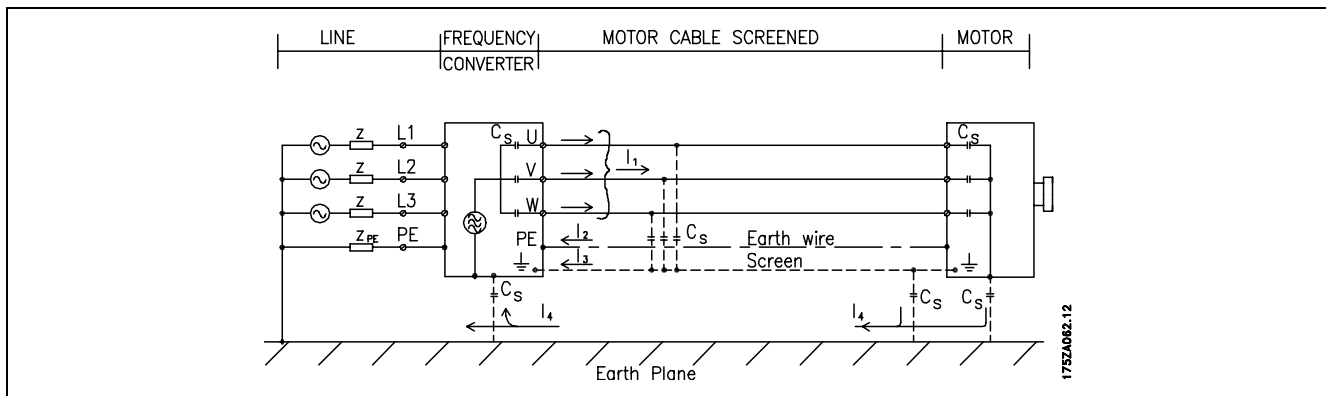 LINE FREQUENCY CONVERTER MOTOR CABLE SCREENED MOTOR
z L1 CS U CS
I1
z L2 V
z L3 W
zPE PE PE I2 CS Earth wire
I3 Screen
CS CS CS
I4 I4
Earth Plane
175ZA062.12